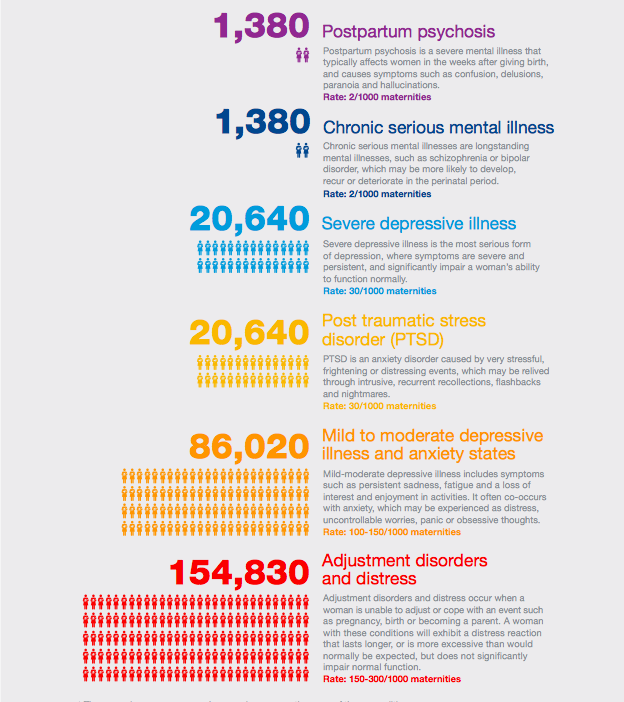 1,380
Postpartum psychosis
Postpartum psychosis is a severe mental illness that
typically affects women in the weeks after giving birth,
and causes symptoms such as confusion, delusions,
paranoia and hallucinations.
Rate: 2/1000 maternities
1,380
Chronic serious mental illness
Chronic serious mental illnesses are longstanding
mental illnesses, such as schizophrenia or bipolar
disorder, which may be more likely to develop,
recur or deteriorate in the perinatal period.
Rate: 2/1000 maternities
20,640
Severe depressive illness
Severe depressive illness is the most serious form
of depression, where symptoms are severe and
persistent, and significantly impair a woman's ability
to function normally.
Rate: 30/1000 maternities
20,640
Post traumatic stress
disorder (PTSD)
PTSD is an anxiety disorder caused by very stressful,
frightening or distressing events, which may be relived
through intrusive, recurrent recollections, flashbacks
and nightmares.
Rate: 30/1000 maternities
86,020
Mild to moderate depressive
illness and anxiety states
Mild-moderate depressive illness includes symptoms
such as persistent sadness, fatigue and a loss of
interest and enjoyment in activities. It often co-occurs
with anxiety, which may be experienced as distress,
uncontrollable worries, panic or obsessive thoughts.
Rate: 100-150/1000 maternities
154,830
Adjustment disorders
and distress
Adjustment disorders and distress occur when a
woman is unable to adjust or cope with an event such
as pregnancy, birth or becoming a parent. A woman
with these conditions will exhibit a distress reaction
that lasts longer, or is more excessive than would
normally be expected, but does not significantly
impair normal function.
Rate: 150-300/1000 maternities